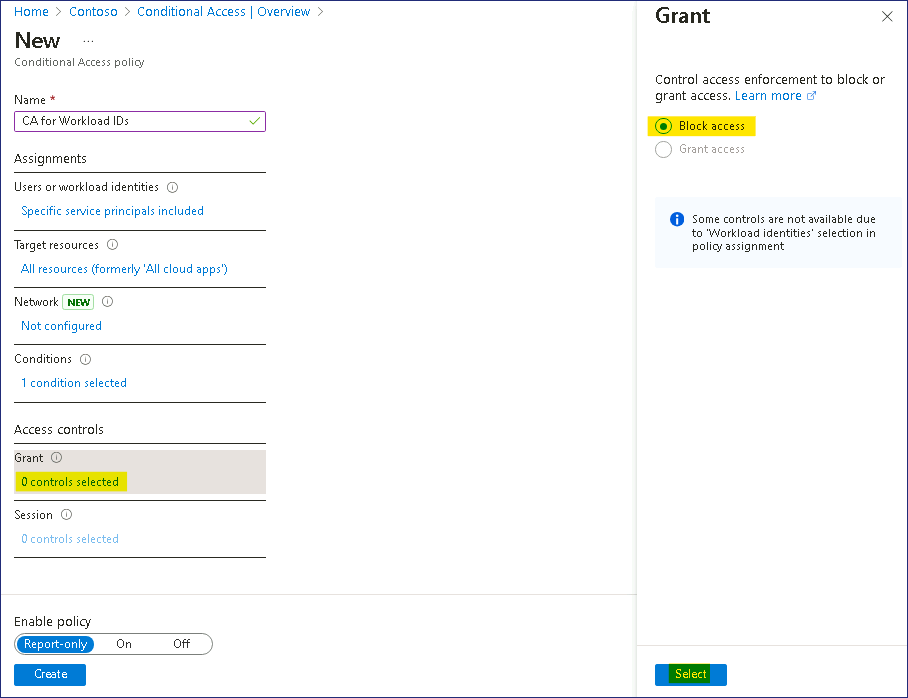 Home > Contoso > Conditional Access | Overview >
New ...
Conditional Access policy
Name *
CA for Workload IDs
Assignments
Users or workload identities
Specific service principals included
Target resources
All resources (formerly 'All cloud apps')
Network NEW
Not configured
Conditions
1 condition selected
Access controls
Grant
0 controls selected
Session
0 controls selected
Enable policy
Report-only On Off
Create
Grant
Control access enforcement to block or
grant access. Learn more
Block access
Grant access
Some controls are not available due
to 'Workload identities' selection in
policy assignment
Select